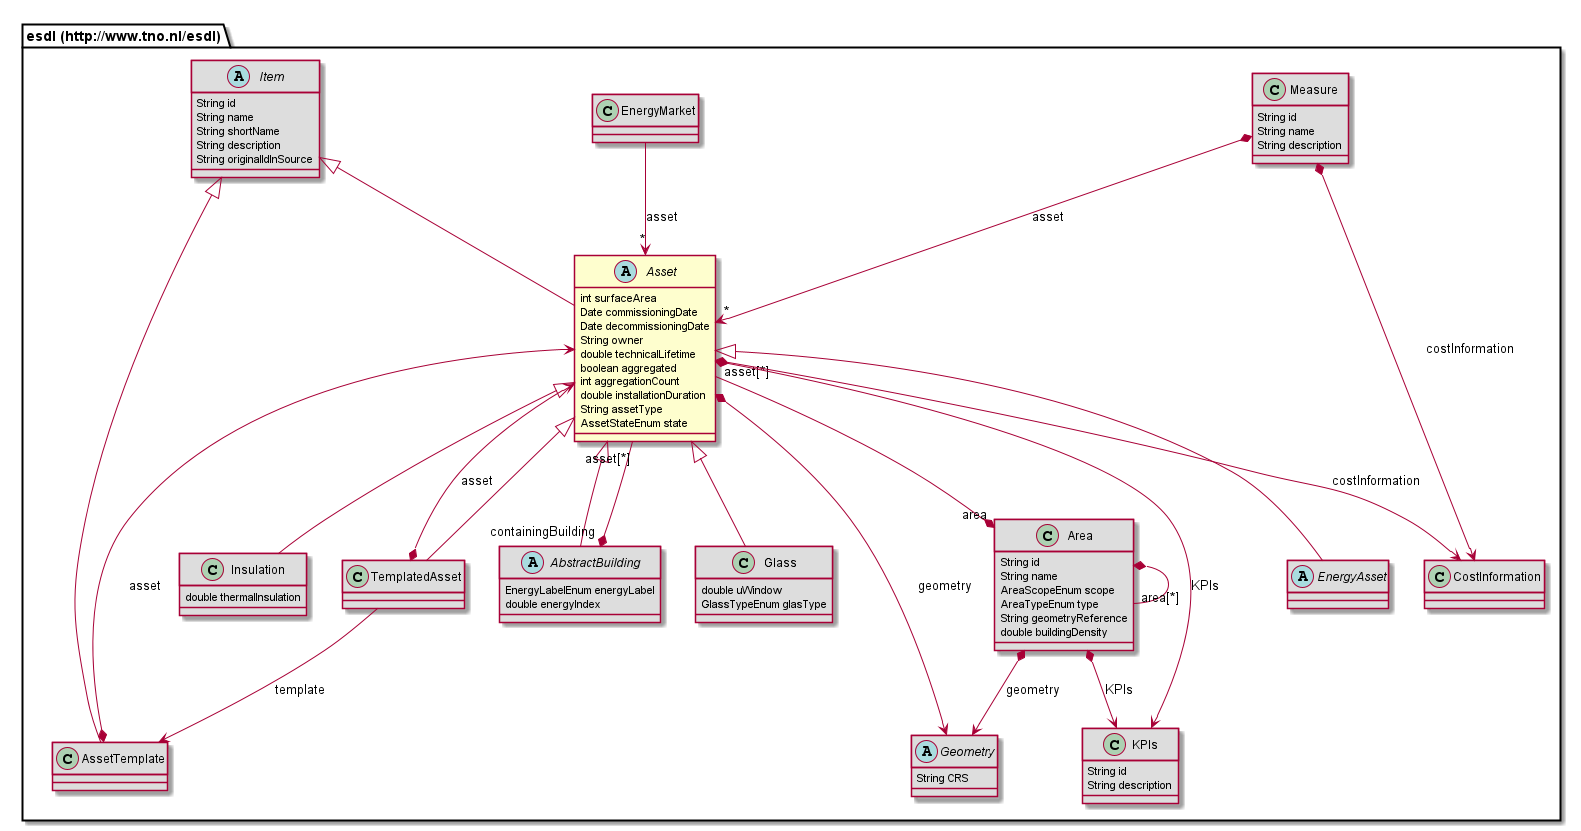 esdl (http://www.tno.nl/esdl)
A Item
String id
String name
String shortName
String description
String originalIdInSource
C EnergyMarket
C Measure
String id
String name
String description
asset
*
asset
*
A Asset
int surfaceArea
Date commissioningDate
Date decommissioningDate
String owner
double technicalLifetime
boolean aggregated
int aggregationCount
double installationDuration
String assetType
AssetStateEnum state
costInformation
asset[*]
asset[*]
asset
costInformation
containingBuilding
area
C Insulation
double thermalInsulation
C TemplatedAsset
A AbstractBuilding
EnergyLabelEnum energyLabel
double energyIndex
C Glass
double uWindow
GlassTypeEnum glasType
C Area
String id
String name
AreaScopeEnum scope
AreaTypeEnum type
String geometryReference
double buildingDensity
area[*]
A EnergyAsset
C CostInformation
asset
geometry
KPIs
template
geometry
KPIs
C AssetTemplate
A Geometry
String CRS
C KPIs
String id
String description